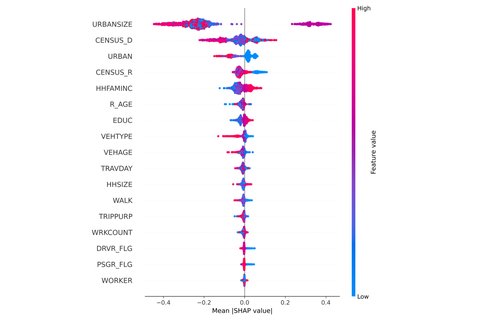 High
URBANSIZE
CENSUS_D
URBAN
CENSUS_R
HHFAMINC
R_AGE
EDUC
VEHTYPE
VEHAGE
TRAVDAY
HHSIZE
WALK
TRIPPURP
WRKCOUNT
DRVR_FLG
PSGR_FLG
WORKER
Feature value
Low
−0.4 −0.2 0.0 0.2 0.4
Mean |SHAP value|